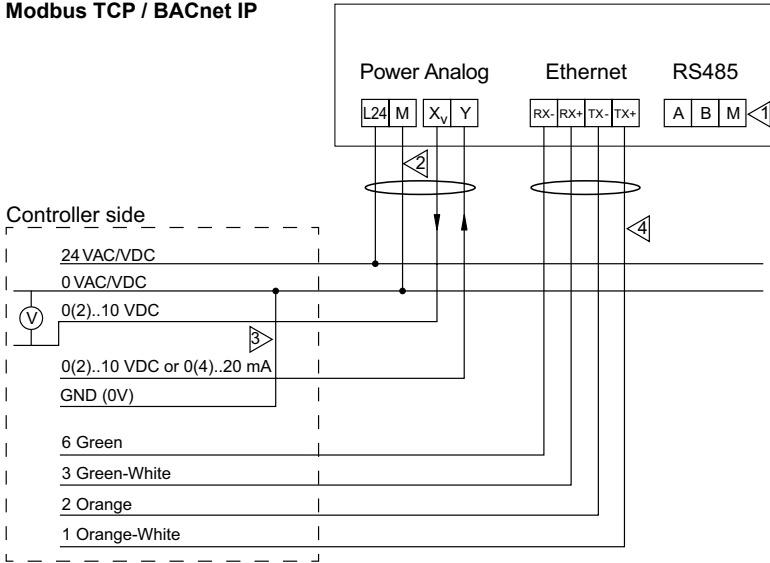 Modbus TCP / BACnet IP
Power Analog Ethernet RS485
L24 M Xv Y RX- RX+ TX- TX+ A B M 1
2
4
Controller side
24 VAC/VDC
0 VAC/VDC
V 0(2)..10 VDC
3
0(2)..10 VDC or 0(4)..20 mA
GND (0V)
6 Green
3 Green-White
2 Orange
1 Orange-White